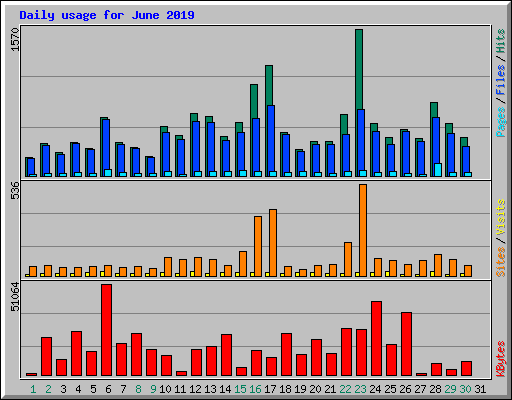 Daily usage for June 2019
1570
Pages / Files / Hits
536
Sites / Visits
51064
KBytes
1 2 3 4 5 6 7 8 9 10 11 12 13 14 15 16 17 18 19 20 21 22 23 24 25 26 27 28 29 30 31